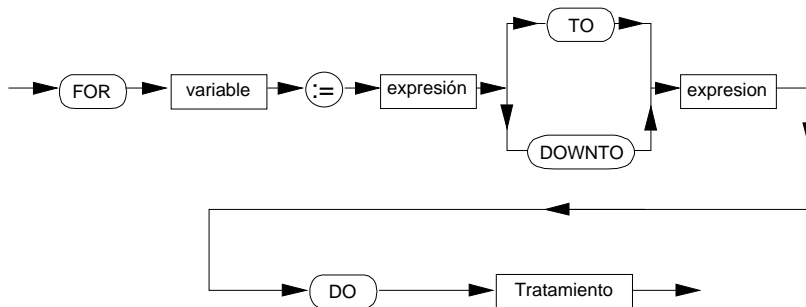 TO
FOR
variable
:=
expresión
expresion
DOWNTO
DO
Tratamiento